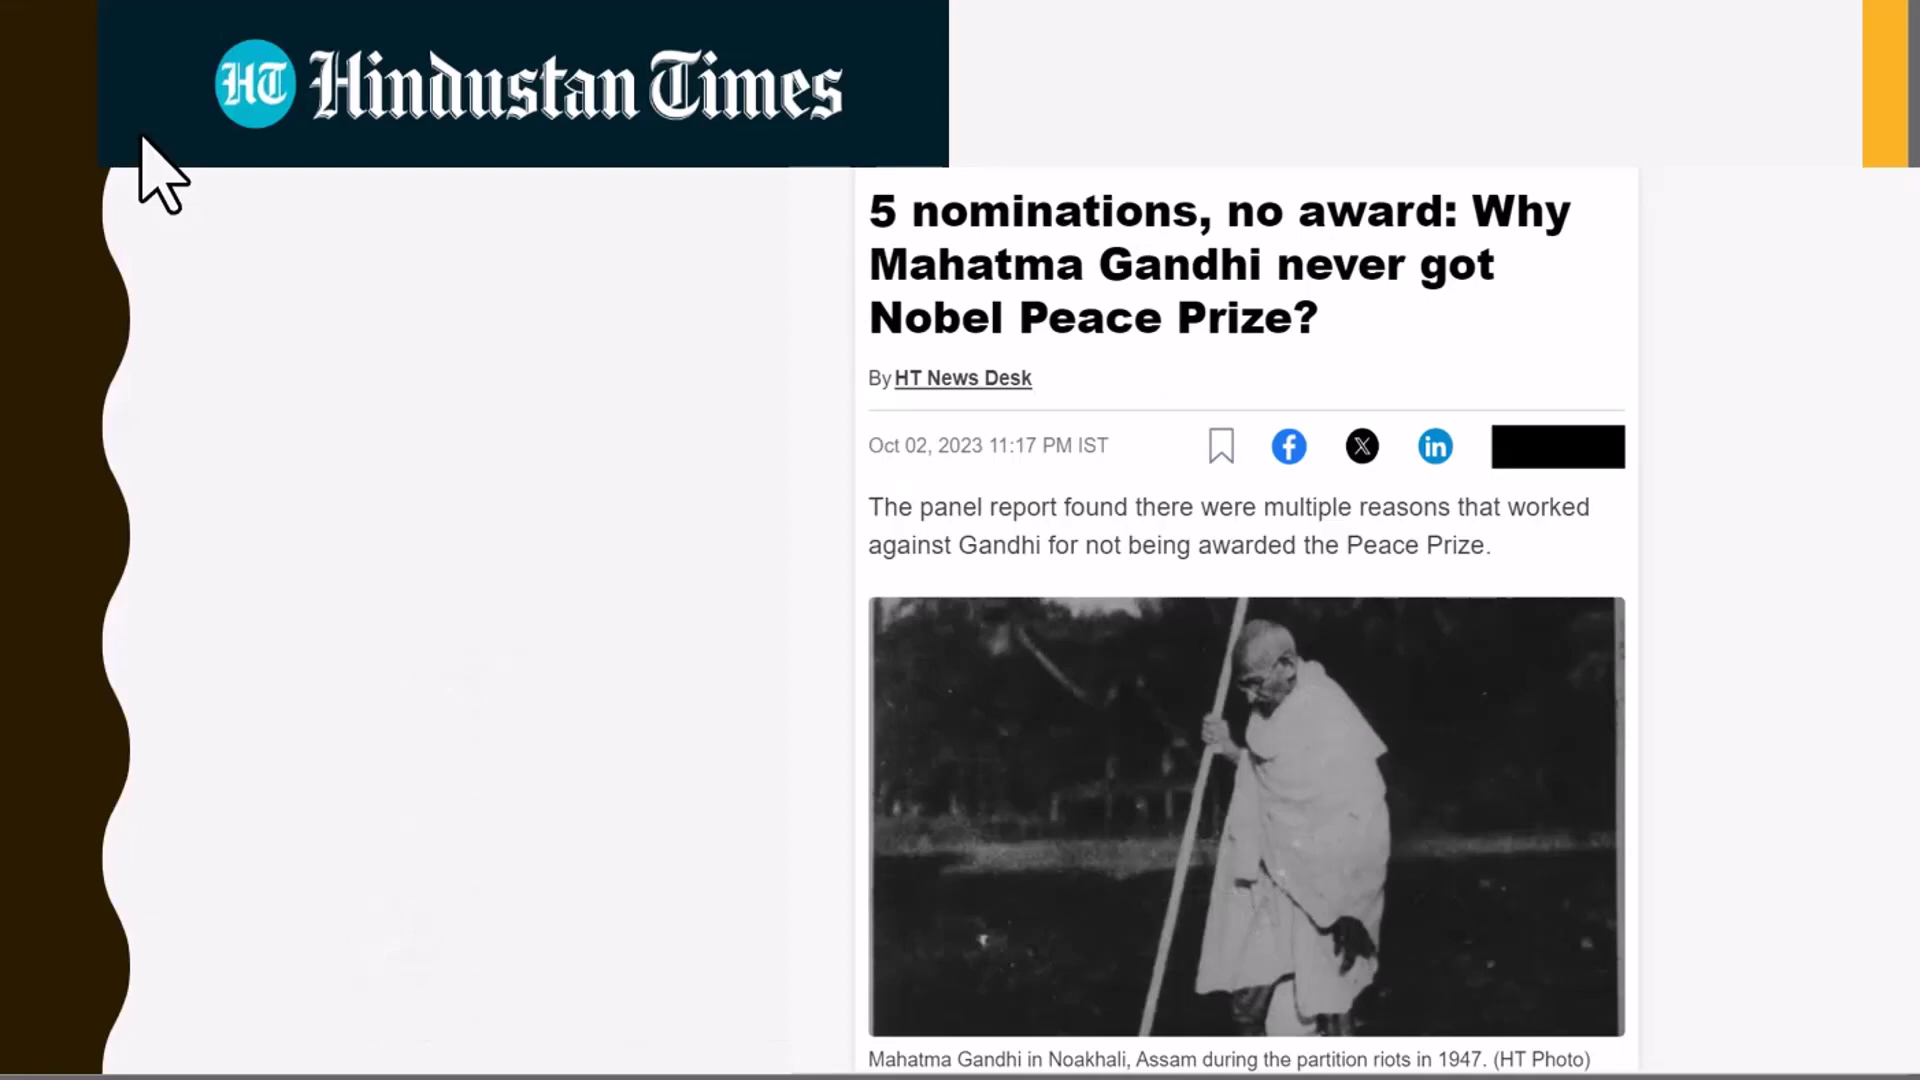 HT Hindustan Times
5 nominations, no award: Why
Mahatma Gandhi never got
Nobel Peace Prize?
By HT News Desk
Oct 02, 2023 11:17 PM IST
The panel report found there were multiple reasons that worked
against Gandhi for not being awarded the Peace Prize.
Mahatma Gandhi in Noakhali, Assam during the partition riots in 1947. (HT Photo)